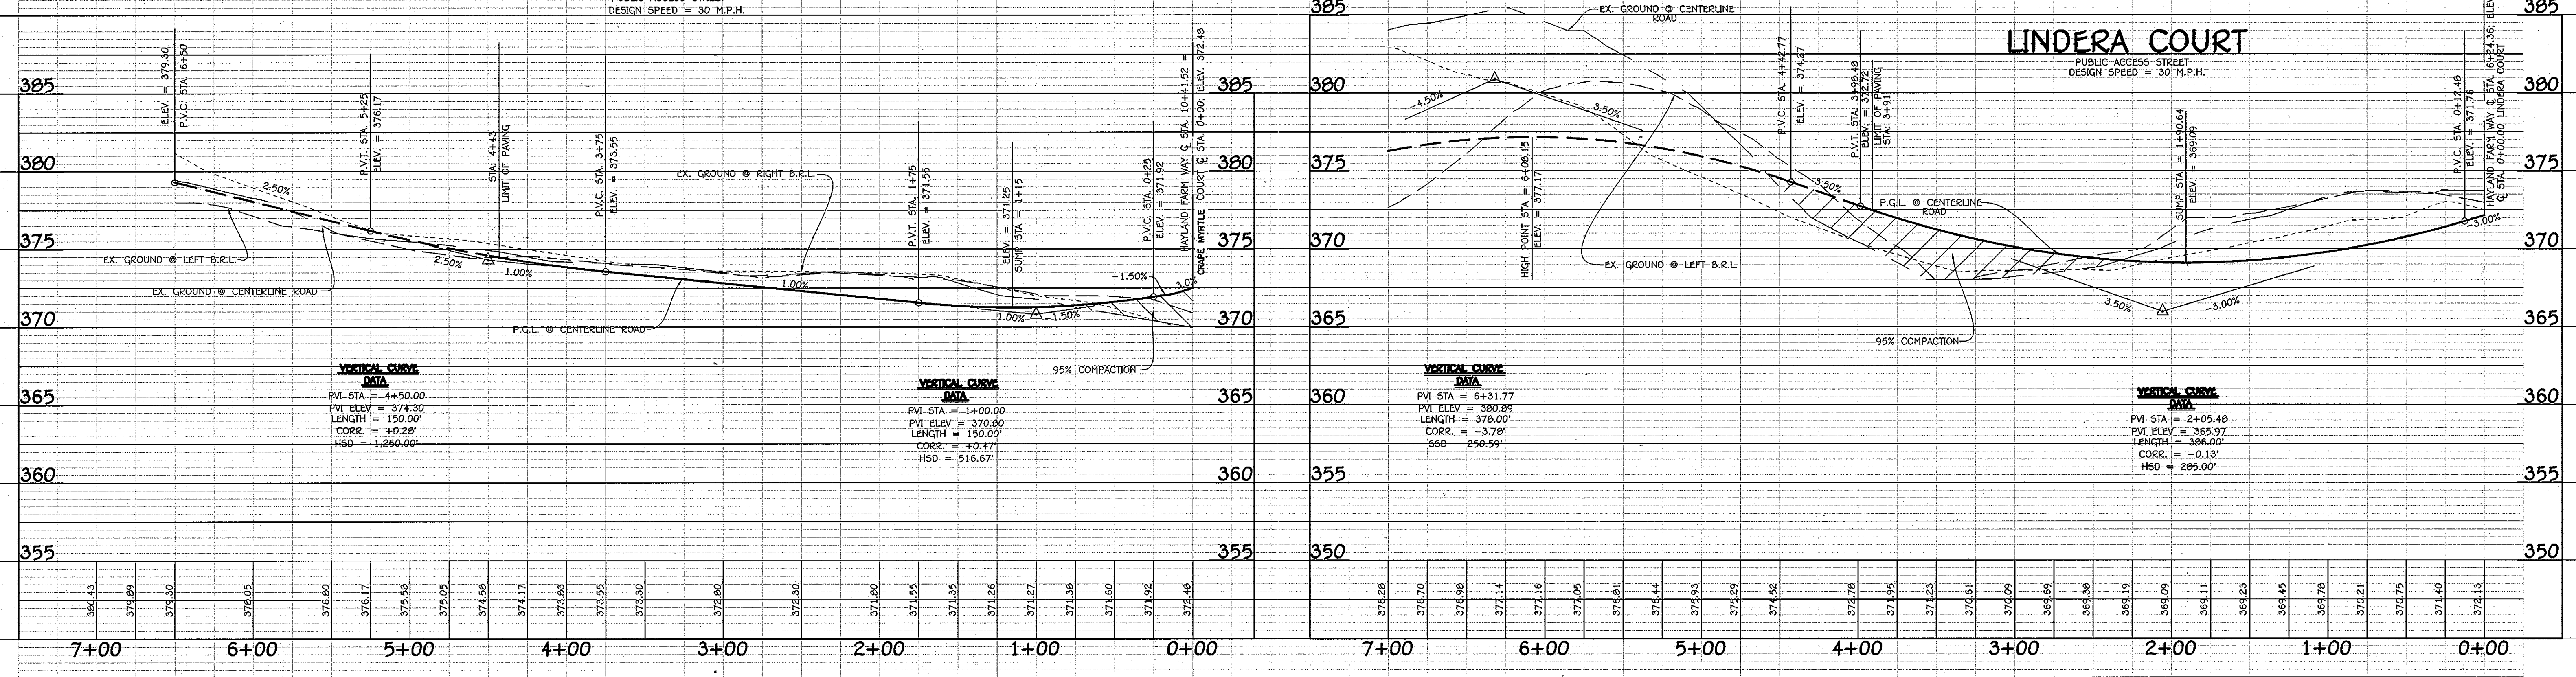 DESIGN SPEED = 30 M.P.H.
385
380
375
370
365
360
355
ELEV. = 379.30
P.V.C. STA. 6+50
P.V.T. STA. 5+25
ELEV. = 376.17
STA. 4+43
LIMIT OF PAVING
P.V.C. STA. 3+75
ELEV. = 373.55
P.V.T. STA. 1+75
ELEV. = 371.55
ELEV. = 371.25
SUMP STA = 1+15
P.V.C. STA. 0+25
ELEV. = 371.92
HAYLAND FARM WAY ℄ STA. 10+41.52 =
CRAPE MYRTLE COURT ℄ STA. 0+00; ELEV. 372.48
2.50%
2.50%
1.00%
1.00%
1.00%
-1.50%
-1.50%
-3.0%
EX. GROUND @ LEFT B.R.L.
EX. GROUND @ CENTERLINE ROAD
EX. GROUND @ RIGHT B.R.L.
P.G.L. @ CENTERLINE ROAD
95% COMPACTION
VERTICAL CURVE
DATA
PVI STA = 4+50.00
PVI ELEV = 374.30
LENGTH = 150.00'
CORR. = +0.28'
HSD = 1,250.00'
VERTICAL CURVE
DATA
PVI STA = 1+00.00
PVI ELEV = 370.80
LENGTH = 150.00'
CORR. = +0.47'
HSD = 516.67'
385
380
375
370
365
360
355
380.43
379.89
379.30
378.05
376.80
376.17
375.58
375.05
374.58
374.17
373.83
373.55
373.30
372.80
372.30
371.80
371.55
371.35
371.26
371.27
371.38
371.60
371.92
372.48
7+00
6+00
5+00
4+00
3+00
2+00
1+00
0+00
385
380
375
370
365
360
355
350
LINDERA COURT
PUBLIC ACCESS STREET
DESIGN SPEED = 30 M.P.H.
EX. GROUND @ CENTERLINE
ROAD
-4.50%
3.50%
HIGH POINT STA = 6+08.15
ELEV. = 377.17
P.V.C. STA. 4+42.77
ELEV. = 374.27
P.V.T. STA. 3+98.48
ELEV. = 372.72
LIMIT OF PAVING
STA: 3+91
3.50%
P.G.L. @ CENTERLINE
ROAD
EX. GROUND @ LEFT B.R.L.
SUMP STA = 1+90.64
ELEV. = 369.09
P.V.C. STA. 0+12.48
ELEV. = 371.76
HAYLAND FARM WAY ℄ STA. 6+24.36; ELEV
℄ STA. 0+00.00 LINDERA COURT
-3.00%
3.50%
-3.00%
95% COMPACTION
VERTICAL CURVE
DATA
PVI STA = 6+31.77
PVI ELEV = 380.89
LENGTH = 378.00'
CORR. = -3.78'
SSD = 250.59'
VERTICAL CURVE
DATA
PVI STA = 2+05.48
PVI ELEV = 365.97
LENGTH = 386.00'
CORR. = -0.13'
HSD = 285.00'
385
380
375
370
365
360
355
350
376.28
376.70
376.98
377.14
377.16
377.05
376.81
376.44
375.93
375.29
374.52
372.78
371.95
371.23
370.61
370.09
369.69
369.38
369.19
369.09
369.11
369.23
369.45
369.78
370.21
370.75
371.40
372.13
7+00
6+00
5+00
4+00
3+00
2+00
1+00
0+00